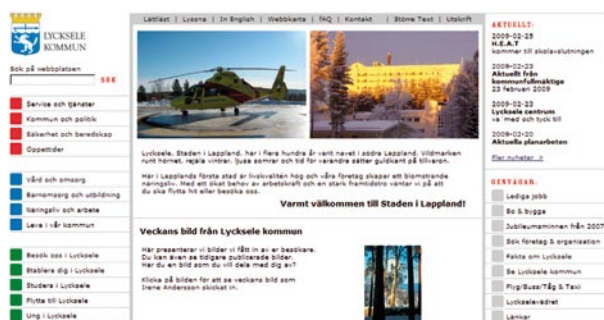 Lättläst | Lyssna | In English | Webbkarta | FAQ | Kontakt | Större Text | Utskrift
LYCKSELE
KOMMUN
Sök på webbplatsen
SÖK
Service och tjänster
Kommun och politik
Säkerhet och beredskap
Öppettider
Vård och omsorg
Barnomsorg och utbildning
Näringsliv och arbete
Leva i vår kommun
Besök oss i Lycksele
Etablera dig i Lycksele
Studera i Lycksele
Flytta till Lycksele
Ung i Lycksele
Lycksele, Staden i Lappland, har i flera hundra år varit navet i södra Lappland. Vildmarken
runt hörnet, rejäla vintrar, ljusa somrar och tid för varandra sätter guldkant på tillvaron.
Här i Lapplands första stad är livskvalitén hög och våra företag skapar ett blomstrande
näringsliv. Med ett ökat behov av arbetskraft och en stark framtidstro väntar vi på att
du ska flytta hit eller besöka oss.
Varmt välkommen till Staden i Lappland!
Veckans bild från Lycksele kommun
Här presenterar vi bilder vi fått in av er besökare.
Du kan även se tidigare publicerade bilder.
Har du en bild som du vill dela med dig av?
Klicka på bilden för att se veckans bild som
Irene Andersson skickat in.
AKTUELLT:
2009-02-25
H.E.A.T
kommer till skolavslutningen
2009-02-23
Aktuellt från
kommunfullmäktige
23 februari 2009
2009-02-23
Lycksele centrum
va´med och tyck till
2009-02-20
Aktuella planarbeten
Fler nyheter..»
GENVÄGAR:
Lediga jobb
Bo & bygga
Jubileumsminnen från 2007
Sök företag & organisation
Fakta om Lycksele
Se Lycksele kommun
Flyg/Buss/Tåg & Taxi
Lyckselevädret
Länkar